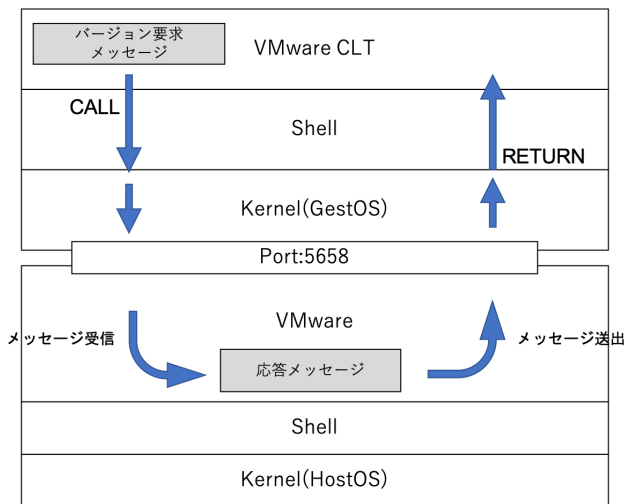 バージョン要求
メッセージ
VMware CLT
CALL
Shell
RETURN
Kernel(GestOS)
Port:5658
メッセージ受信
VMware
メッセージ送出
応答メッセージ
Shell
Kernel(HostOS)